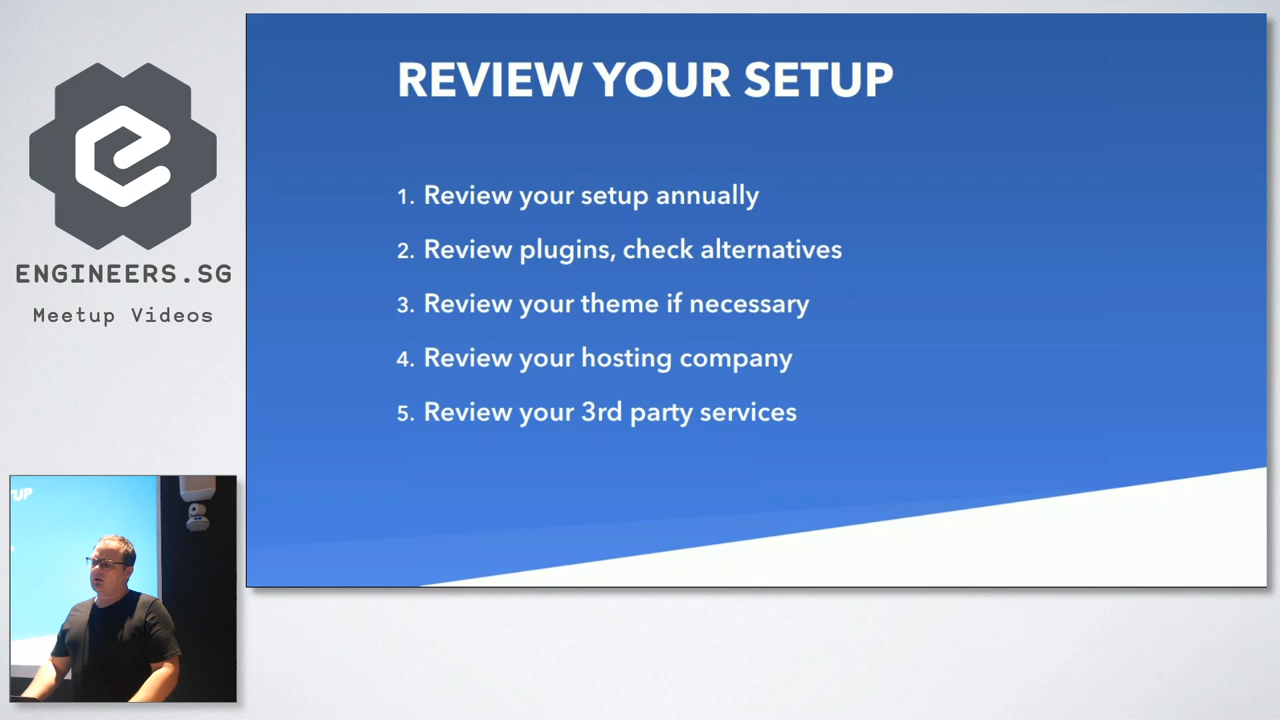 REVIEW YOUR SETUP
1. Review your setup annually
2. Review plugins, check alternatives
3. Review your theme if necessary
4. Review your hosting company
5. Review your 3rd party services
ENGINEERS.SG
Meetup Videos
UP